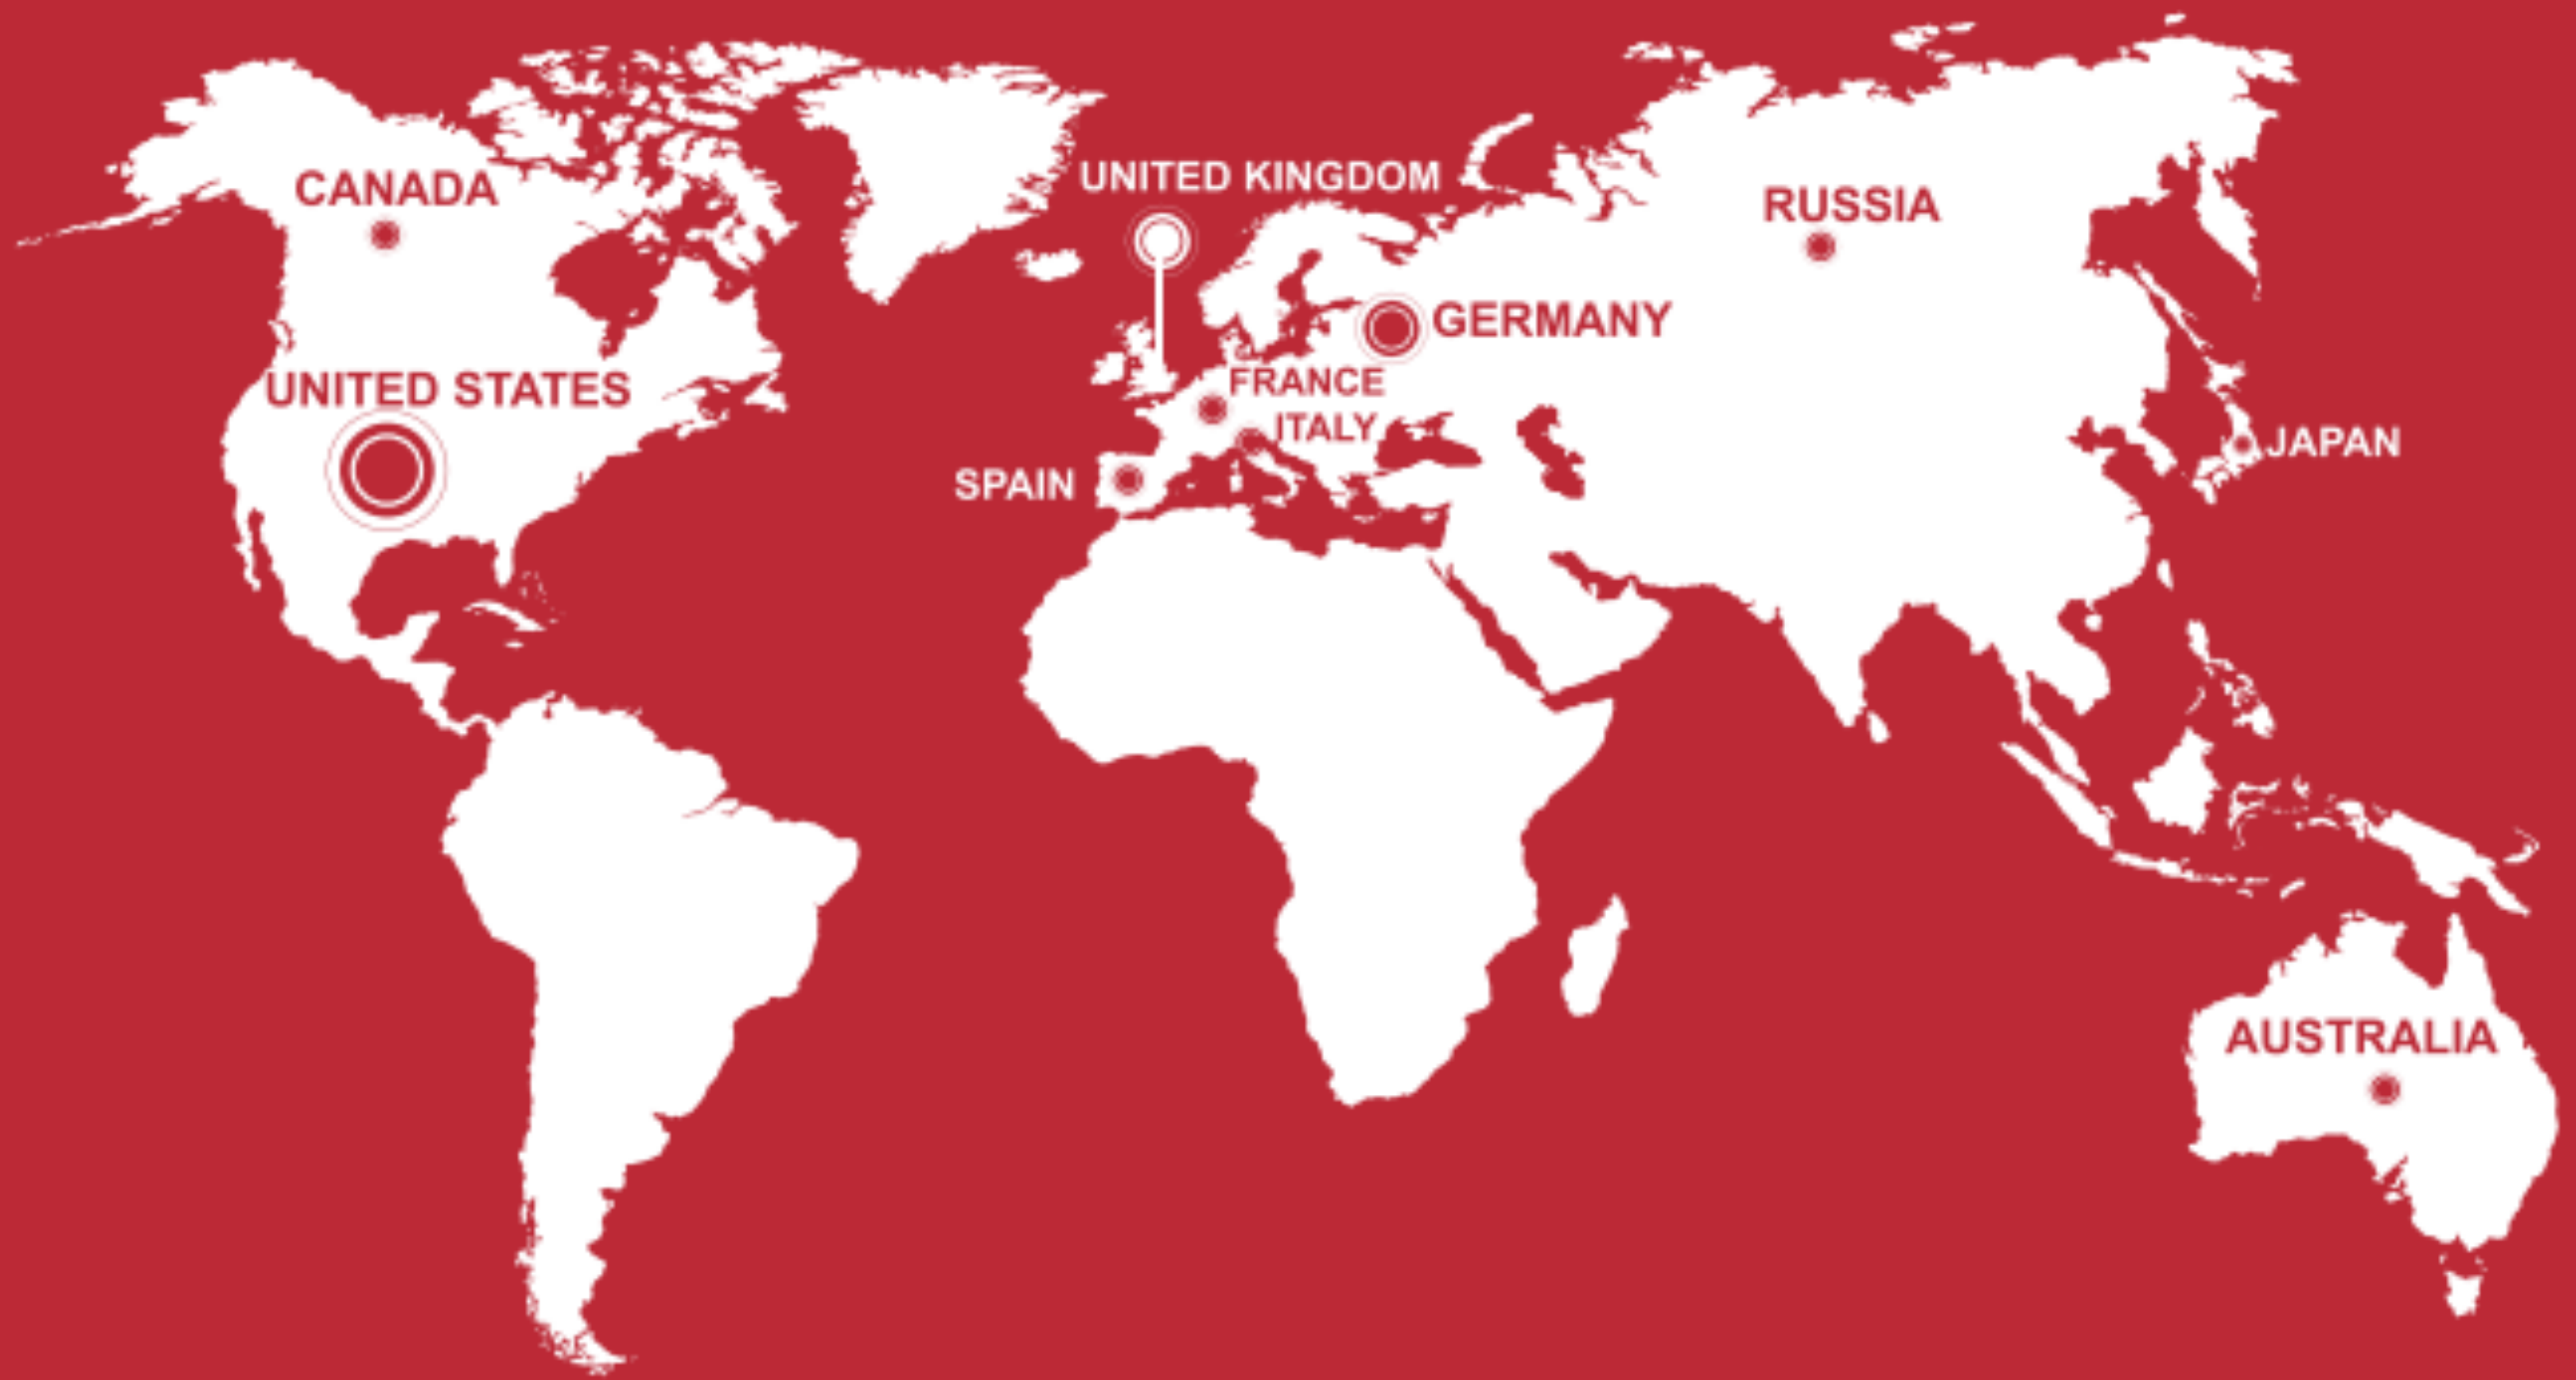 UNITED KINGDOM
CANADA
RUSSIA
GERMANY
FRANCE
UNITED STATES
ITALY
JAPAN
SPAIN
AUSTRALIA